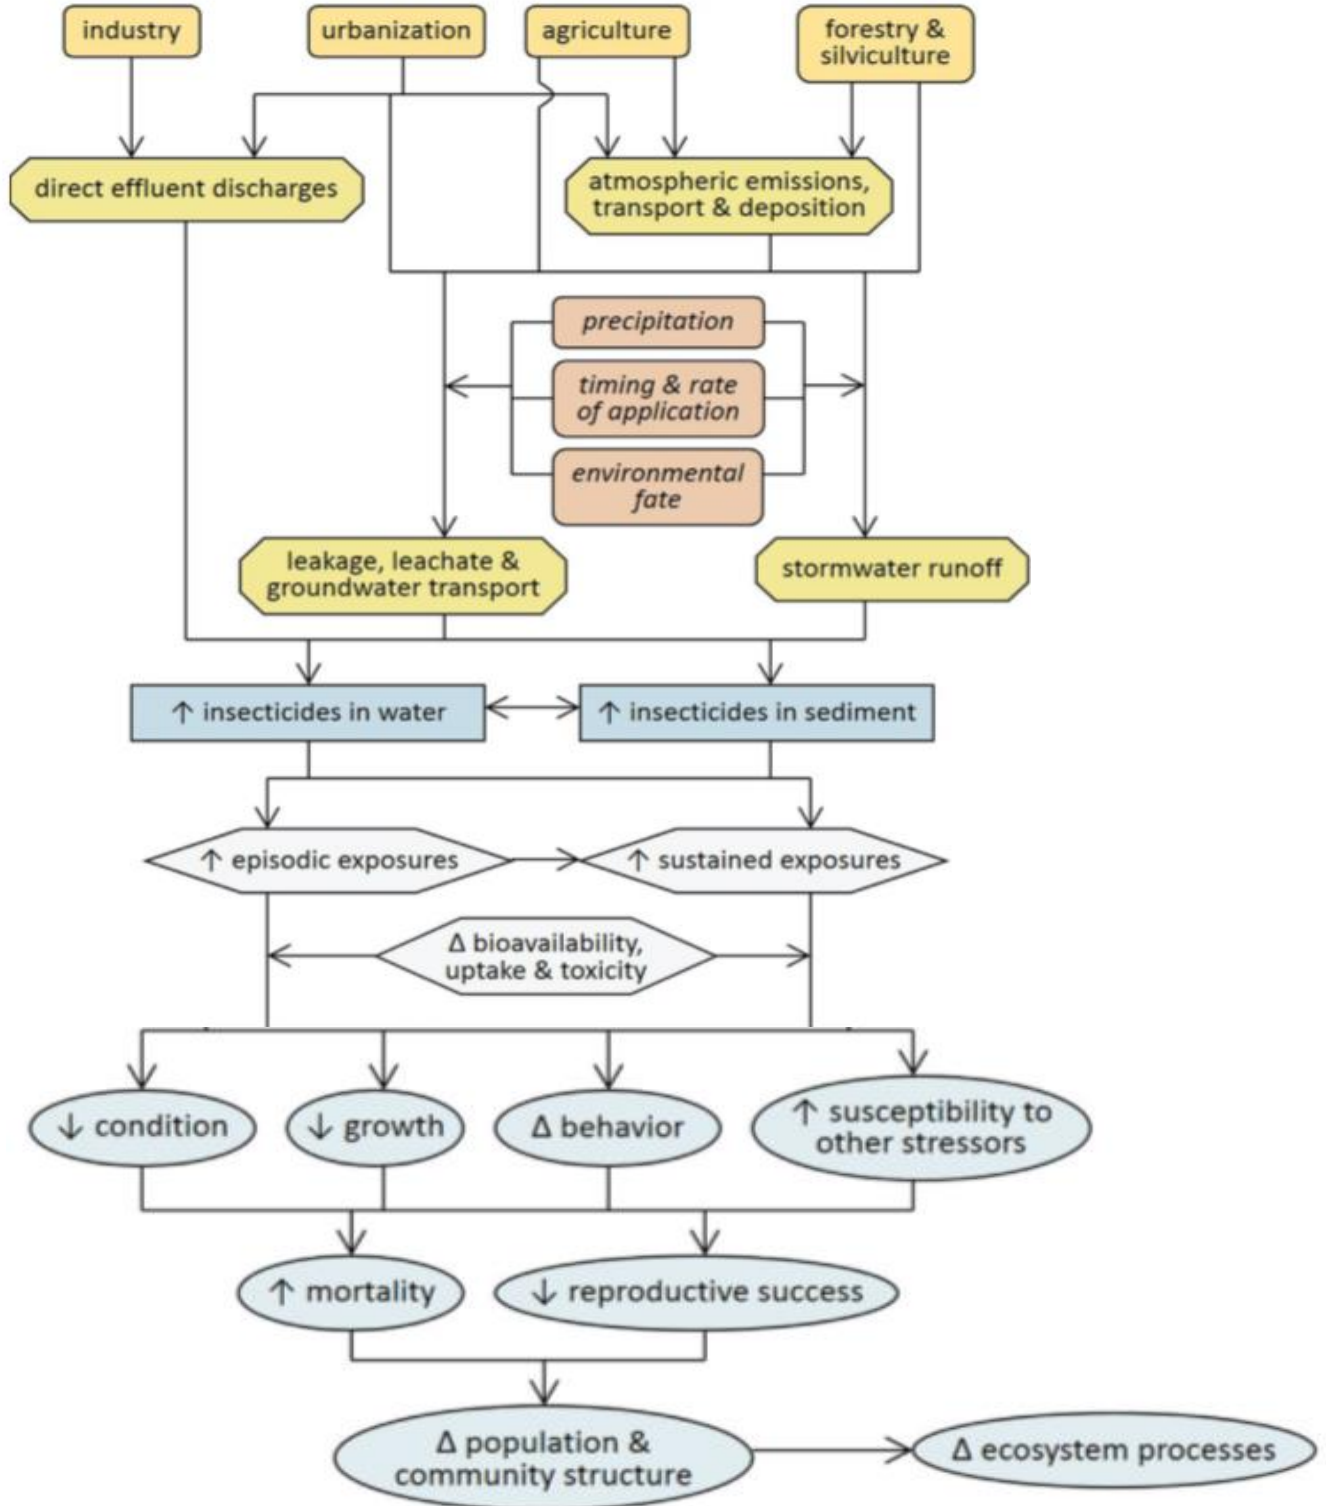 industry
urbanization
agriculture
forestry &
silviculture
direct effluent discharges
atmospheric emissions,
transport & deposition
precipitation
timing & rate
of application
environmental
fate
leakage, leachate &
groundwater transport
stormwater runoff
↑ insecticides in water
↑ insecticides in sediment
↑ episodic exposures
↑ sustained exposures
Δ bioavailability,
uptake & toxicity
↓ condition
↓ growth
Δ behavior
↑ susceptibility to
other stressors
↑ mortality
↓ reproductive success
Δ population &
community structure
Δ ecosystem processes